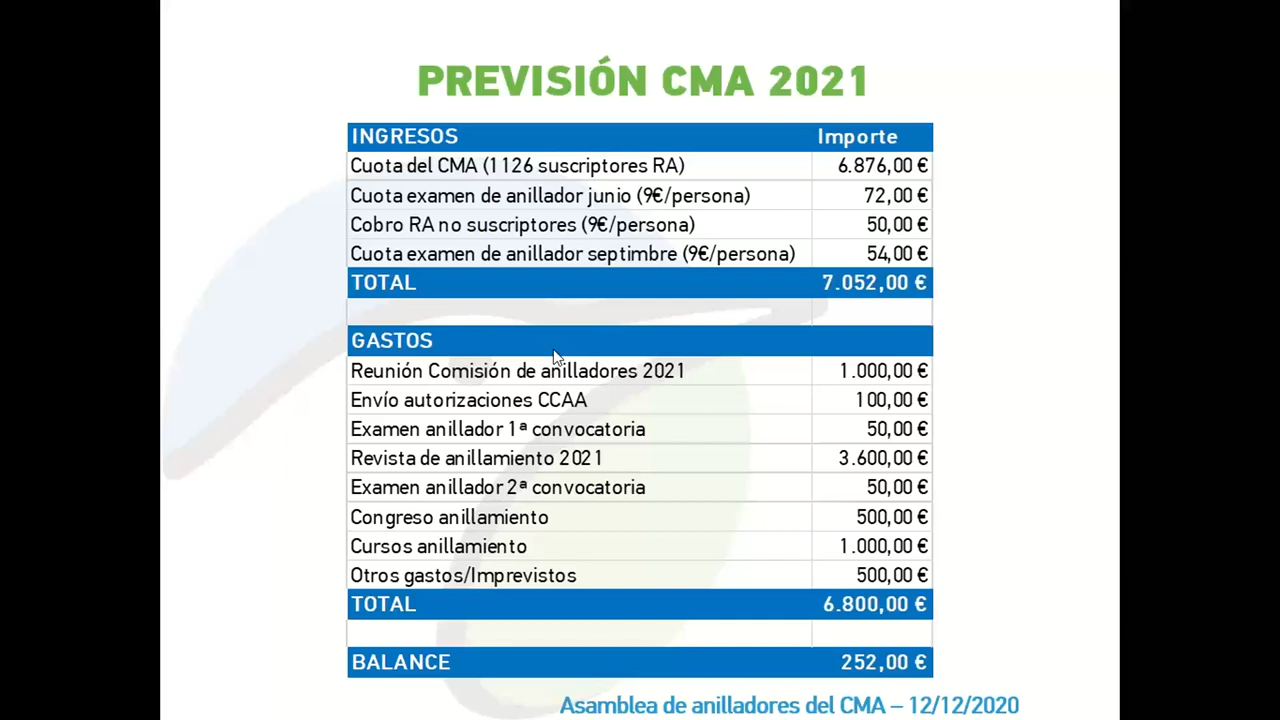 PREVISIÓN CMA 2021
INGRESOS Importe
Cuota del CMA (1126 suscriptores RA) 6.876,00 €
Cuota examen de anillador junio (9€/persona) 72,00 €
Cobro RA no suscriptores (9€/persona) 50,00 €
Cuota examen de anillador septimbre (9€/persona) 54,00 €
TOTAL 7.052,00 €
GASTOS
Reunión Comisión de anilladores 2021 1.000,00 €
Envío autorizaciones CCAA 100,00 €
Examen anillador 1ª convocatoria 50,00 €
Revista de anillamiento 2021 3.600,00 €
Examen anillador 2ª convocatoria 50,00 €
Congreso anillamiento 500,00 €
Cursos anillamiento 1.000,00 €
Otros gastos/Imprevistos 500,00 €
TOTAL 6.800,00 €
BALANCE 252,00 €
Asamblea de anilladores del CMA – 12/12/2020